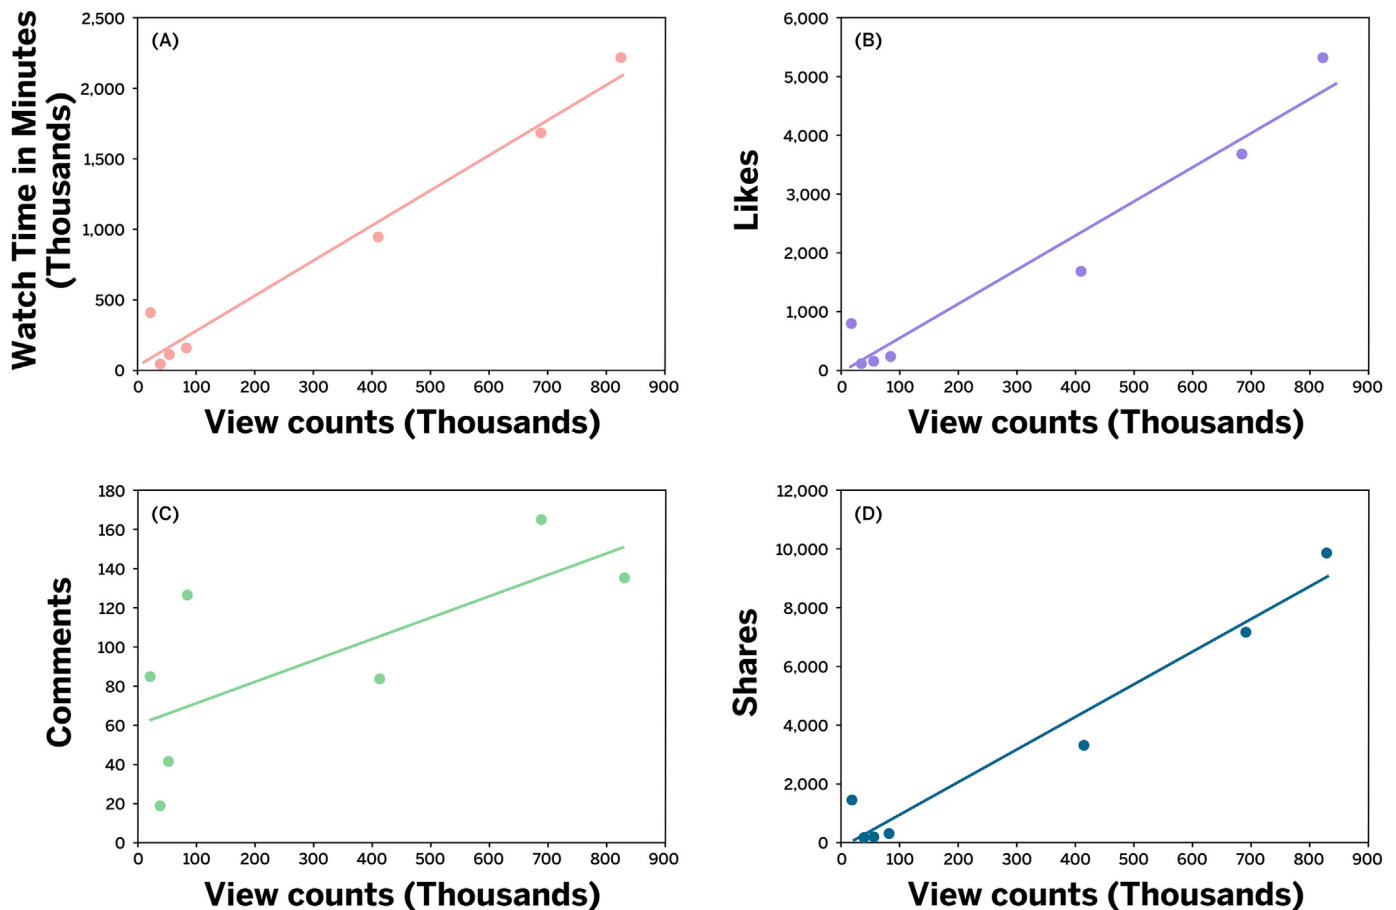 (A)
Watch Time in Minutes
(Thousands)
2,500
2,000
1,500
1,000
500
0
0 100 200 300 400 500 600 700 800 900
View counts (Thousands)
(B)
Likes
6,000
5,000
4,000
3,000
2,000
1,000
0
0 100 200 300 400 500 600 700 800 900
View counts (Thousands)
(C)
Comments
180
160
140
120
100
80
60
40
20
0
0 100 200 300 400 500 600 700 800 900
View counts (Thousands)
(D)
Shares
12,000
10,000
8,000
6,000
4,000
2,000
0
0 100 200 300 400 500 600 700 800 900
View counts (Thousands)